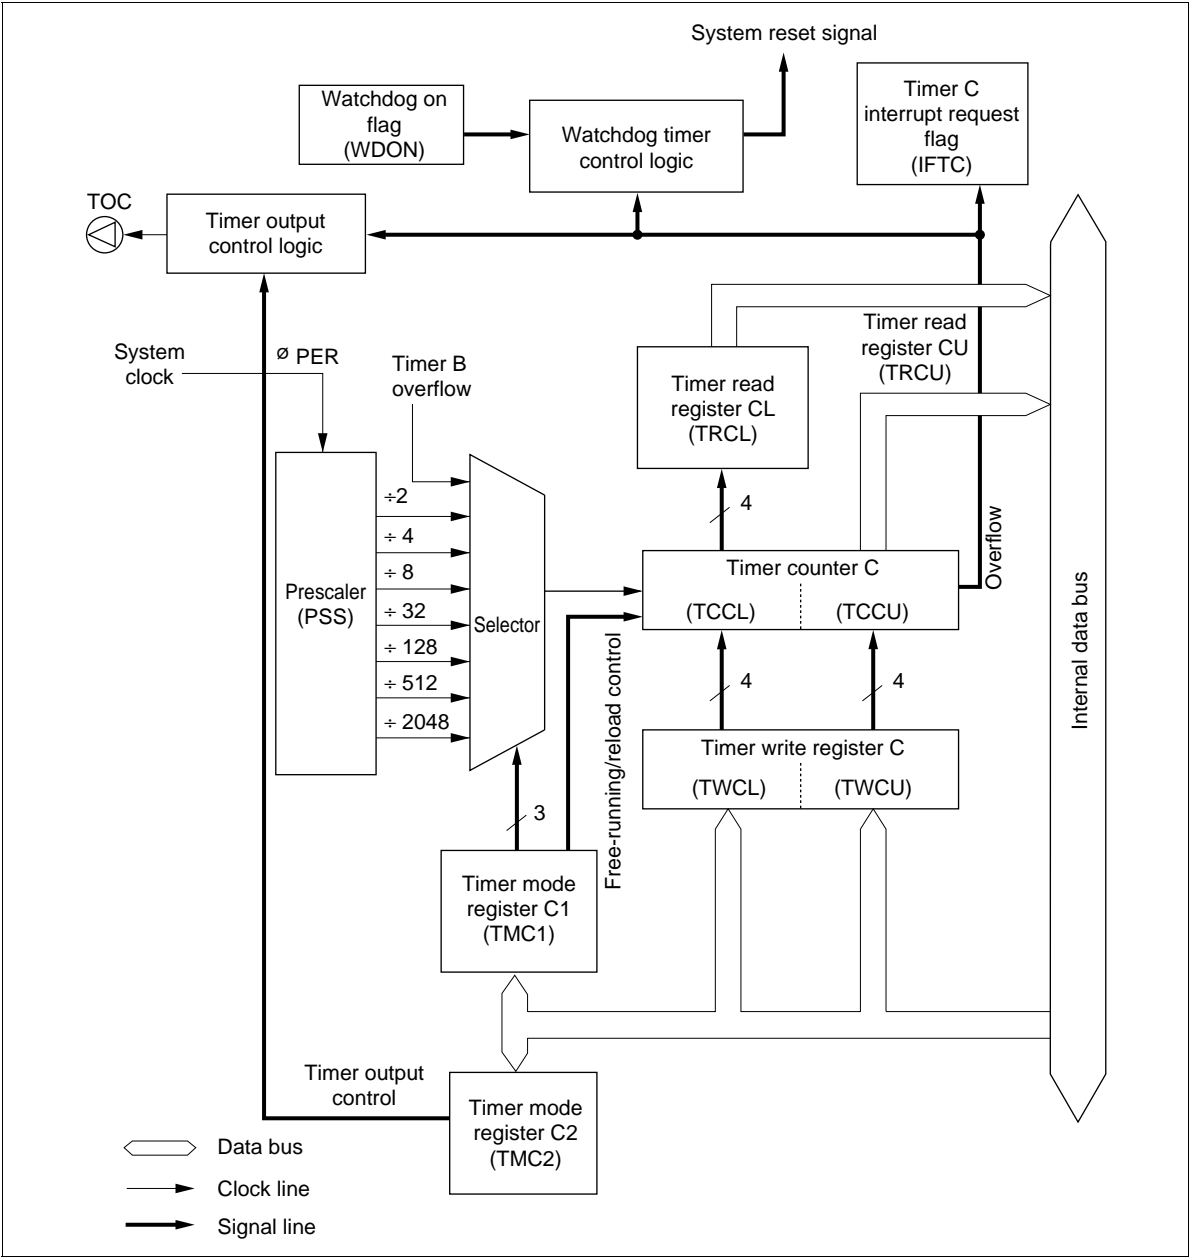 System reset signal
Watchdog on
flag
(WDON)
Watchdog timer
control logic
Timer C
interrupt request
flag
(IFTC)
TOC
Timer output
control logic
System
clock
ø PER
Timer B
overflow
Timer read
register CU
(TRCU)
Timer read
register CL
(TRCL)
4
Overflow
÷2
÷ 4
÷ 8
÷ 32
÷ 128
÷ 512
÷ 2048
Prescaler
(PSS)
Selector
Timer counter C
(TCCL)
(TCCU)
Internal data bus
Free-running/reload control
4
4
Timer write register C
(TWCL)
(TWCU)
3
Timer mode
register C1
(TMC1)
Timer output
control
Timer mode
register C2
(TMC2)
Data bus
Clock line
Signal line